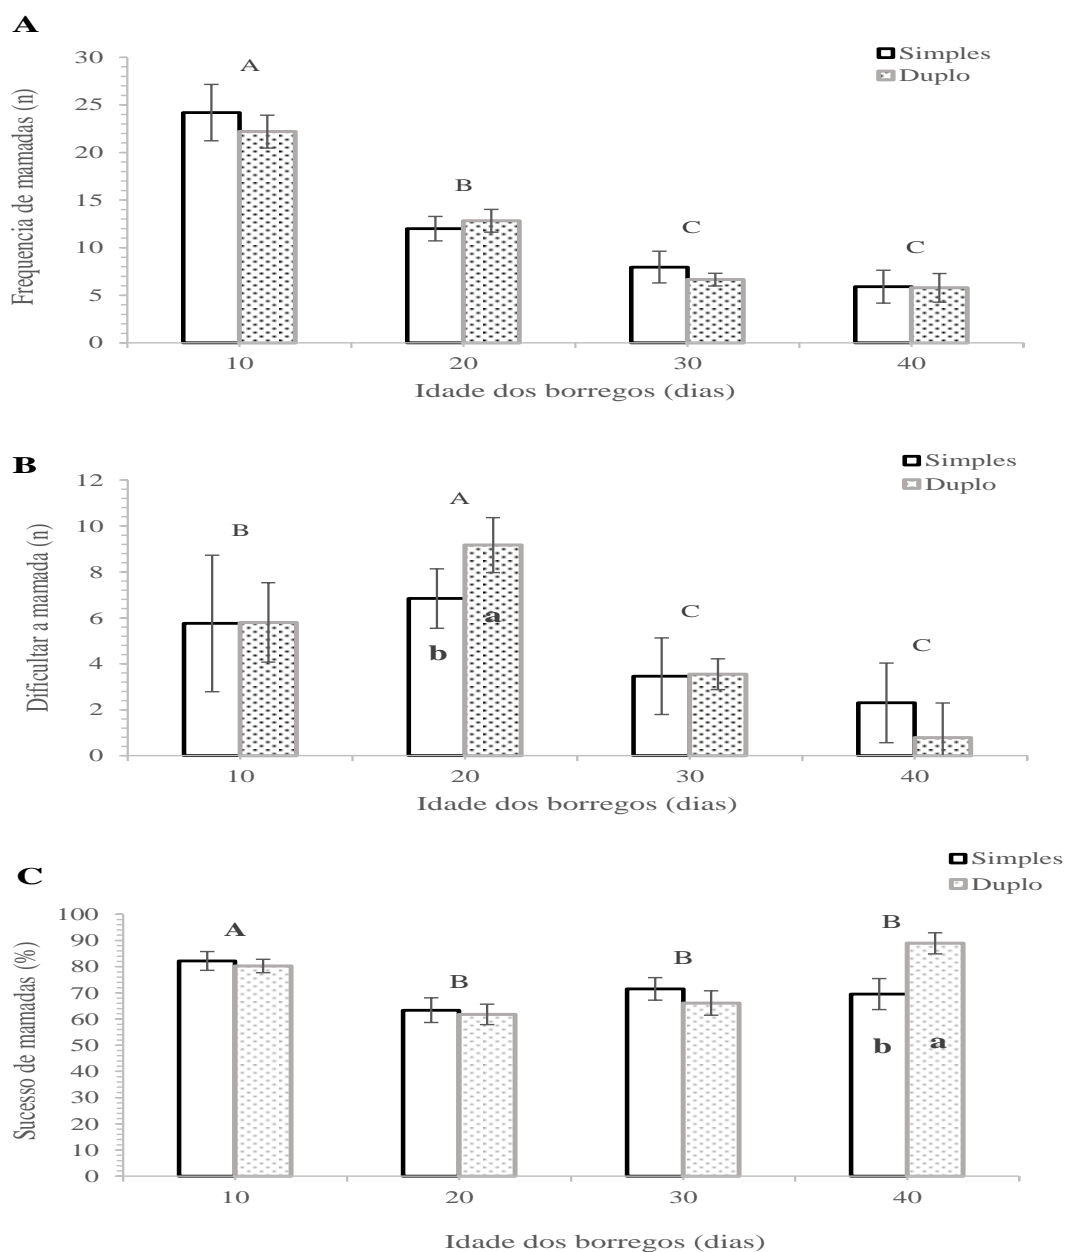 A
Simples
Duplo
Frequencia de mamadas (n)
30
25
20
15
10
5
0
A
B
C
C
10 20 30 40
Idade dos borregos (dias)
B
Simples
Duplo
Dificultar a mamada (n)
12
10
8
6
4
2
0
B
A
C
C
b a
10 20 30 40
Idade dos borregos (dias)
C
Simples
Duplo
Sucesso de mamadas (%)
100
90
80
70
60
50
40
30
20
10
0
A
B
B
B
b a
10 20 30 40
Idade dos borregos (dias)